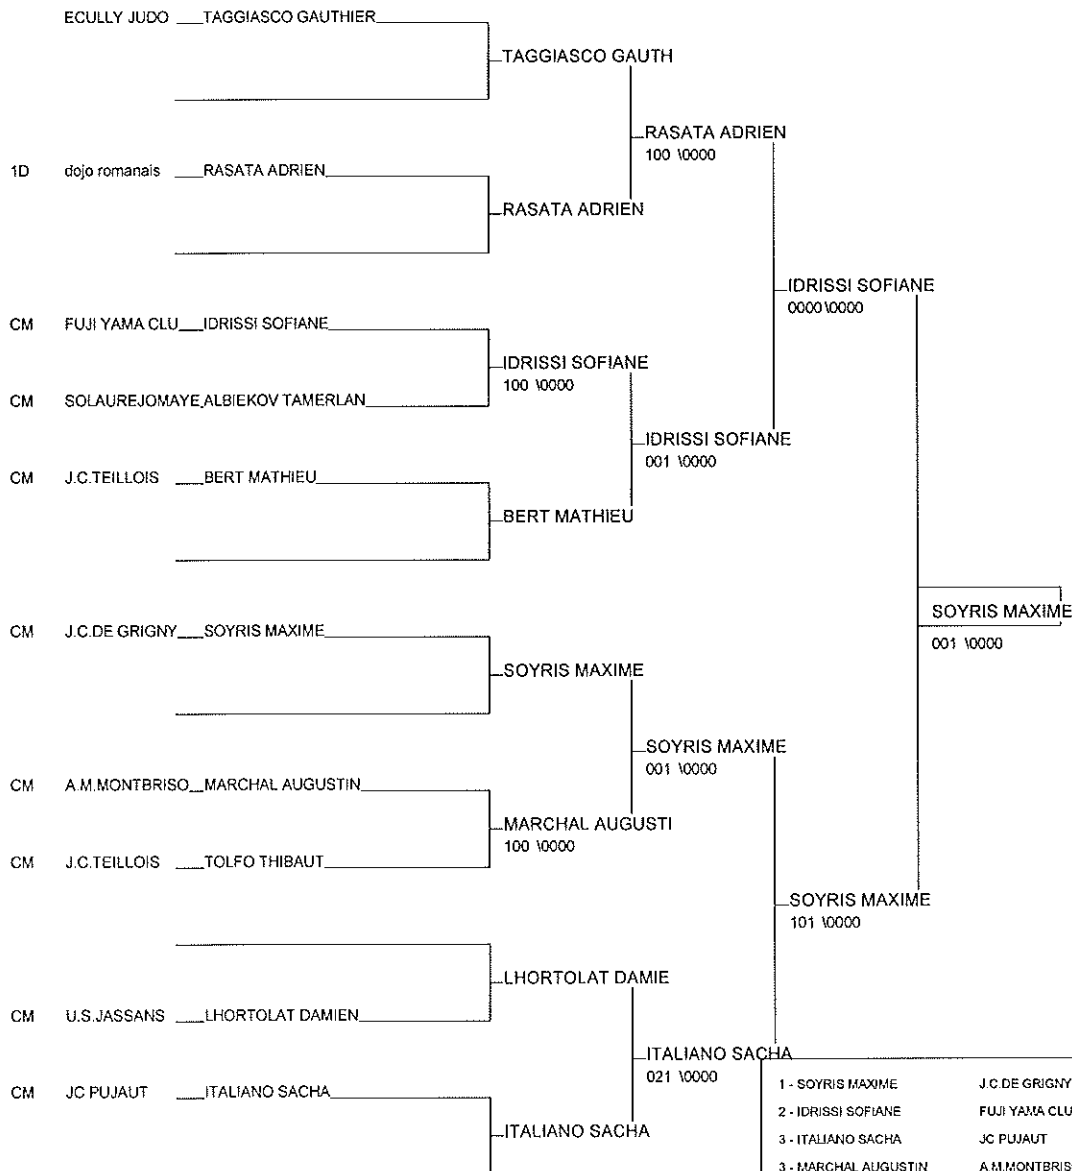 ECULLY JUDO TAGGIASCO GAUTHIER
TAGGIASCO GAUTH
RASATA ADRIEN
100 \0000
1D dojo romanais RASATA ADRIEN
RASATA ADRIEN
IDRISSI SOFIANE
0000\0000
CM FUJI YAMA CLU IDRISSI SOFIANE
IDRISSI SOFIANE
100 \0000
CM SOLAUREJOMAYE ALBIEKOV TAMERLAN
IDRISSI SOFIANE
001 \0000
CM J.C.TEILLOIS BERT MATHIEU
BERT MATHIEU
SOYRIS MAXIME
001 \0000
CM J.C.DE GRIGNY SOYRIS MAXIME
SOYRIS MAXIME
SOYRIS MAXIME
001 \0000
CM A.M.MONTBRISO MARCHAL AUGUSTIN
MARCHAL AUGUSTI
100 \0000
CM J.C.TEILLOIS TOLFO THIBAUT
SOYRIS MAXIME
101 \0000
LHORTOLAT DAMIE
CM U.S.JASSANS LHORTOLAT DAMIEN
ITALIANO SACHA
021 \0000
CM JC PUJAUT ITALIANO SACHA
ITALIANO SACHA
1 - SOYRIS MAXIME J.C.DE GRIGNY
2 - IDRISSI SOFIANE FUJI YAMA CLU
3 - ITALIANO SACHA JC PUJAUT
3 - MARCHAL AUGUSTIN A.M.MONTBRIS